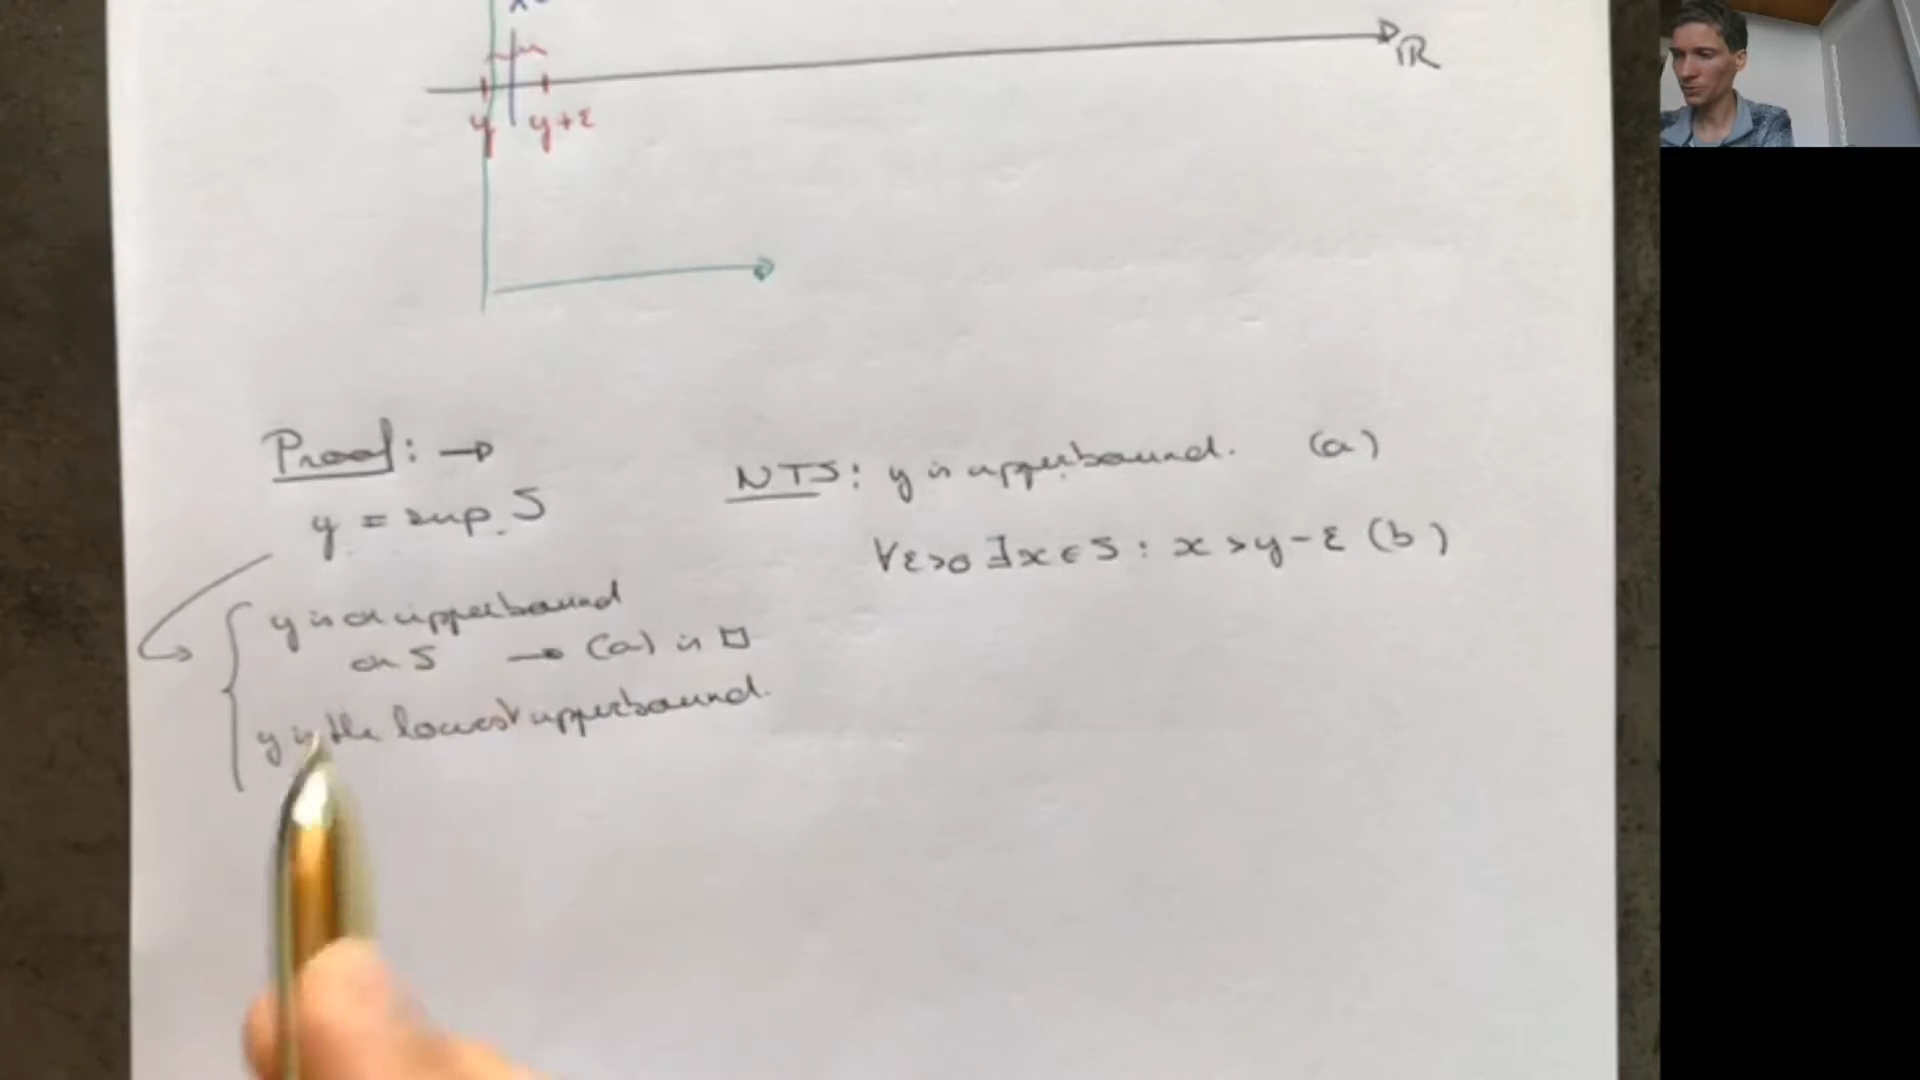 ℝ
y y+ε
Proof: →
NTS: y is upperbound. (a)
y = sup S
∀ε>0 ∃x∈S : x>y-ε (b)
y is an upperbound
on S → (a) is □
y is the lowest upperbound.